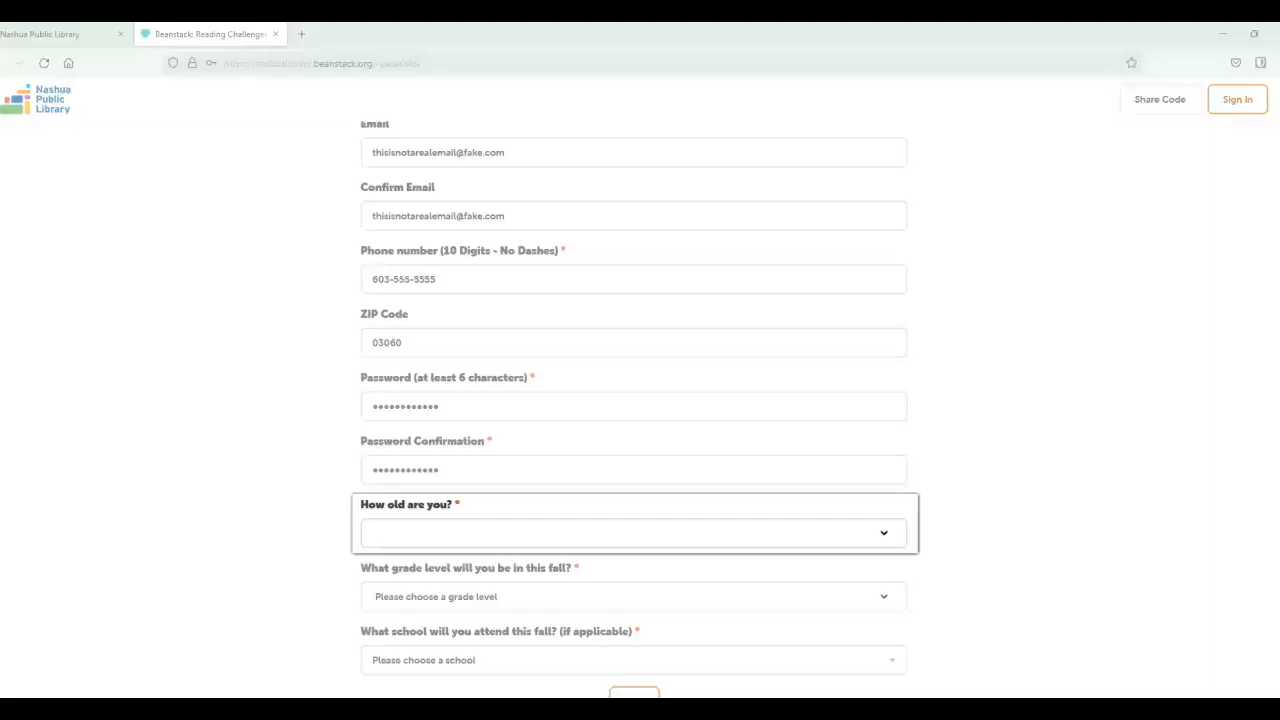 Nashua Public Library
Beanstack: Reading Challenges
beanstack.org
Nashua
Public
Library
Share Code
Sign In
Email
thisisnotarealemail@fake.com
Confirm Email
thisisnotarealemail@fake.com
Phone number (10 Digits - No Dashes) *
603-555-5555
ZIP Code
03060
Password (at least 6 characters) *
••••••••••••
Password Confirmation *
••••••••••••
How old are you? *
What grade level will you be in this fall? *
Please choose a grade level
What school will you attend this fall? (if applicable) *
Please choose a school